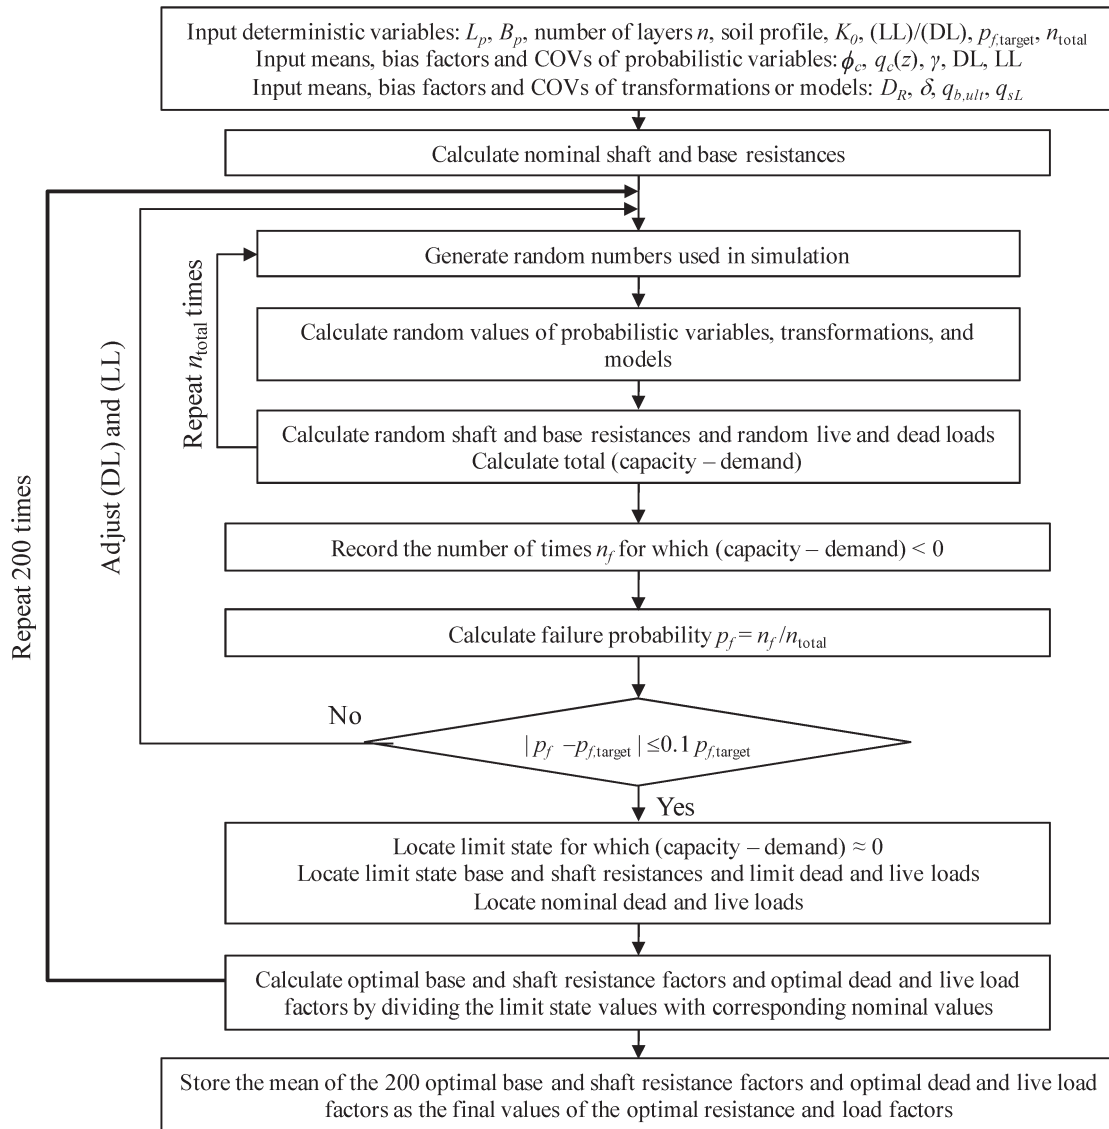 Input deterministic variables: Lp, Bp, number of layers n, soil profile, K0, (LL)/(DL), pf,target, ntotal
Input means, bias factors and COVs of probabilistic variables: ϕc, qc(z), γ, DL, LL
Input means, bias factors and COVs of transformations or models: DR, δ, qb,ult, qsL
Calculate nominal shaft and base resistances
Generate random numbers used in simulation
Calculate random values of probabilistic variables, transformations, and
models
Calculate random shaft and base resistances and random live and dead loads
Calculate total (capacity – demand)
Repeat ntotal times
Adjust (DL) and (LL)
Repeat 200 times
Record the number of times nf for which (capacity – demand) < 0
Calculate failure probability pf = nf /ntotal
No
| pf – pf,target | ≤0.1 pf,target
Yes
Locate limit state for which (capacity – demand) ≈ 0
Locate limit state base and shaft resistances and limit dead and live loads
Locate nominal dead and live loads
Calculate optimal base and shaft resistance factors and optimal dead and live load
factors by dividing the limit state values with corresponding nominal values
Store the mean of the 200 optimal base and shaft resistance factors and optimal dead and live load
factors as the final values of the optimal resistance and load factors